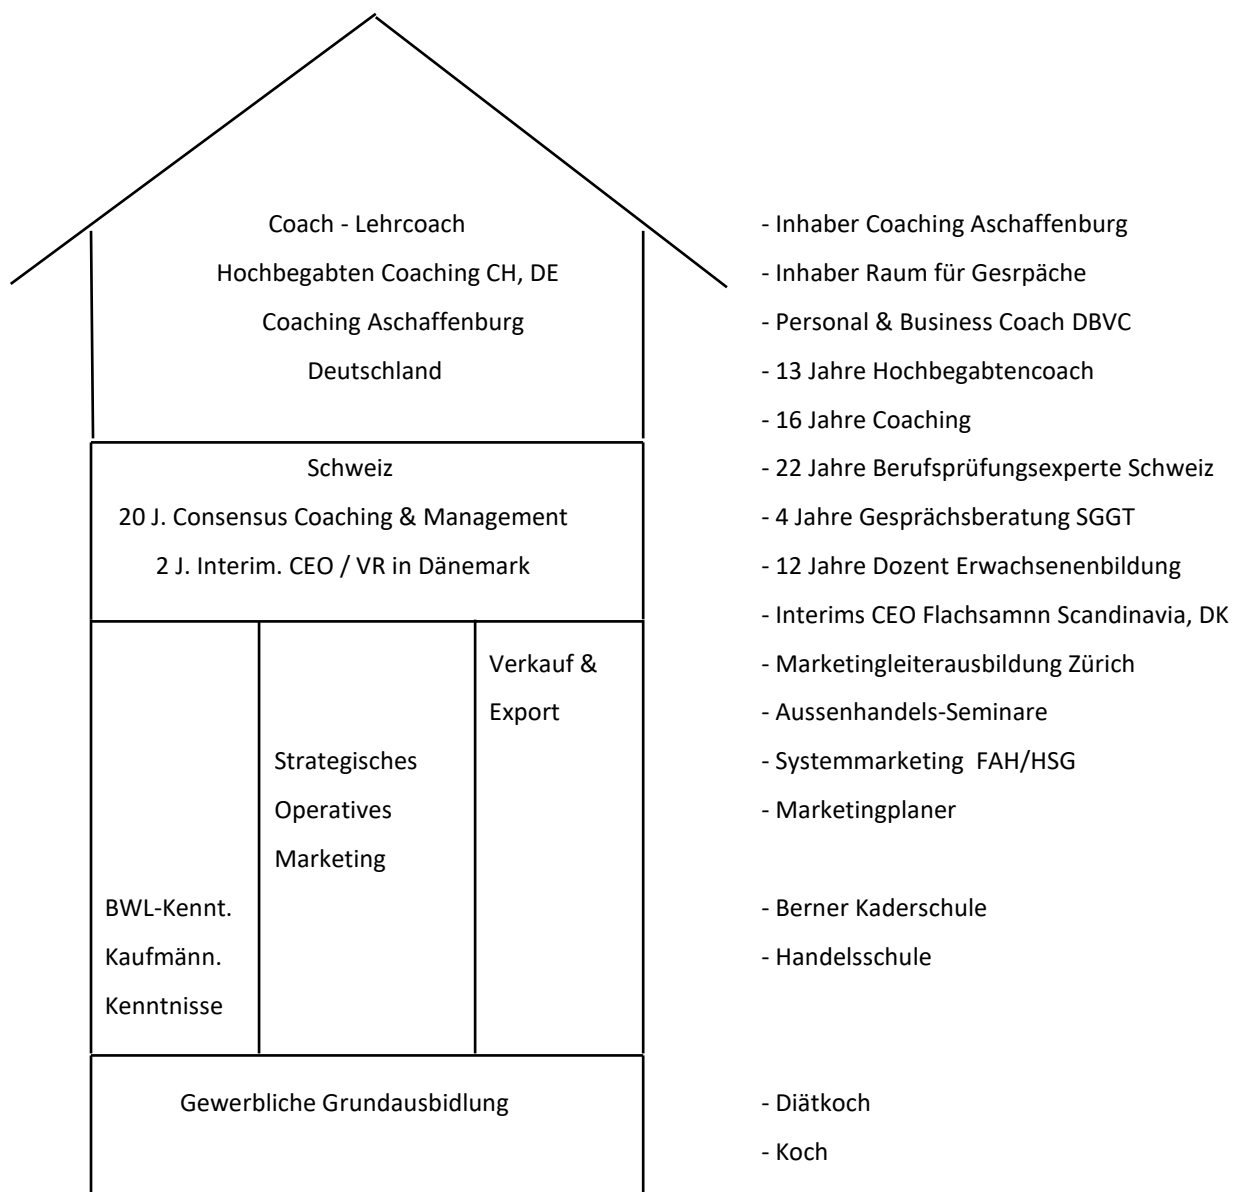 Coach - Lehrcoach
Hochbegabten Coaching CH, DE
Coaching Aschaffenburg
Deutschland
Schweiz
20 J. Consensus Coaching & Management
2 J. Interim. CEO / VR in Dänemark
Verkauf &
Export
Strategisches
Operatives
Marketing
BWL-Kennt.
Kaufmänn.
Kenntnisse
Gewerbliche Grundausbidlung
- Inhaber Coaching Aschaffenburg
- Inhaber Raum für Gesrpäche
- Personal & Business Coach DBVC
- 13 Jahre Hochbegabtencoach
- 16 Jahre Coaching
- 22 Jahre Berufsprüfungsexperte Schweiz
- 4 Jahre Gesprächsberatung SGGT
- 12 Jahre Dozent Erwachsenenbildung
- Interims CEO Flachsamnn Scandinavia, DK
- Marketingleiterausbildung Zürich
- Aussenhandels-Seminare
- Systemmarketing  FAH/HSG
- Marketingplaner
- Berner Kaderschule
- Handelsschule
- Diätkoch
- Koch